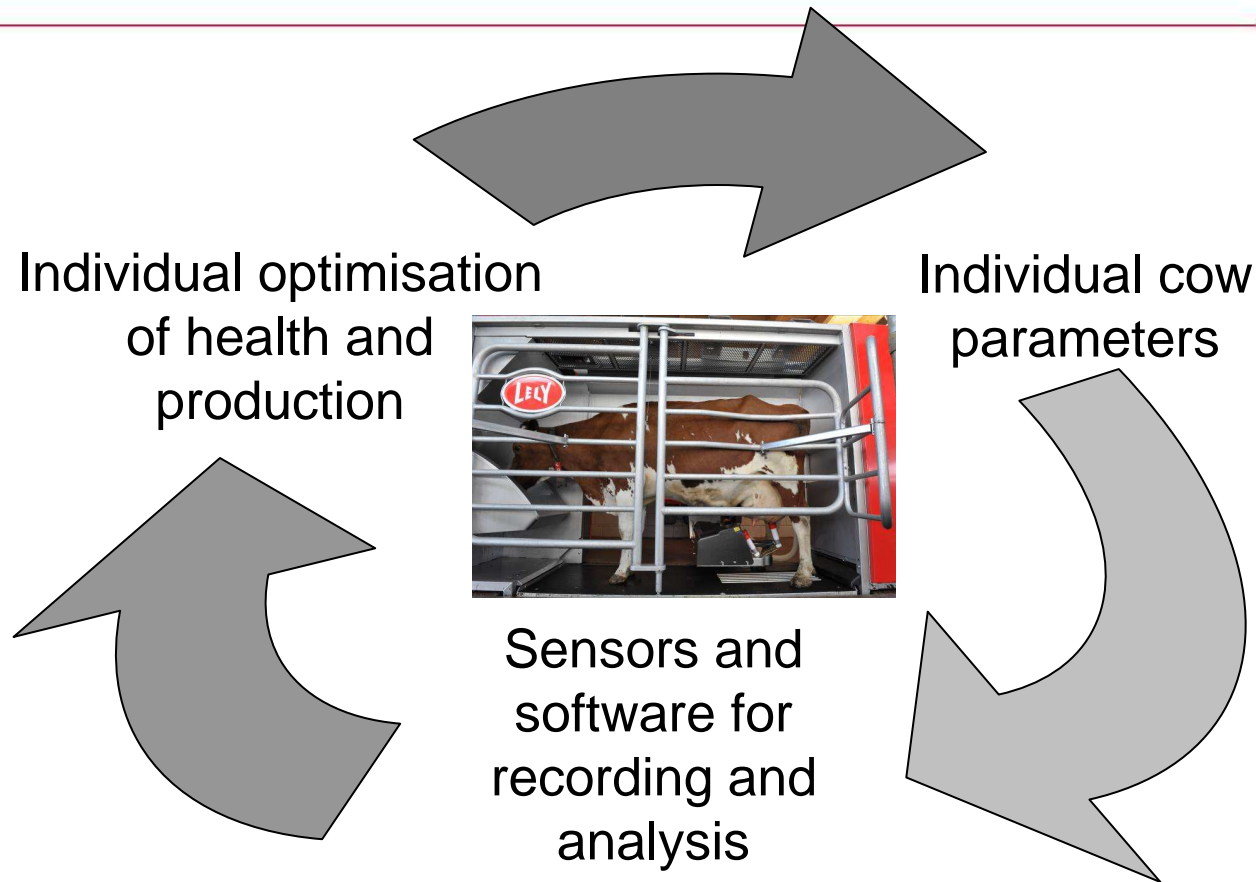 Individual optimisation
of health and
production
Individual cow
parameters
LELY
Sensors and
software for
recording and
analysis